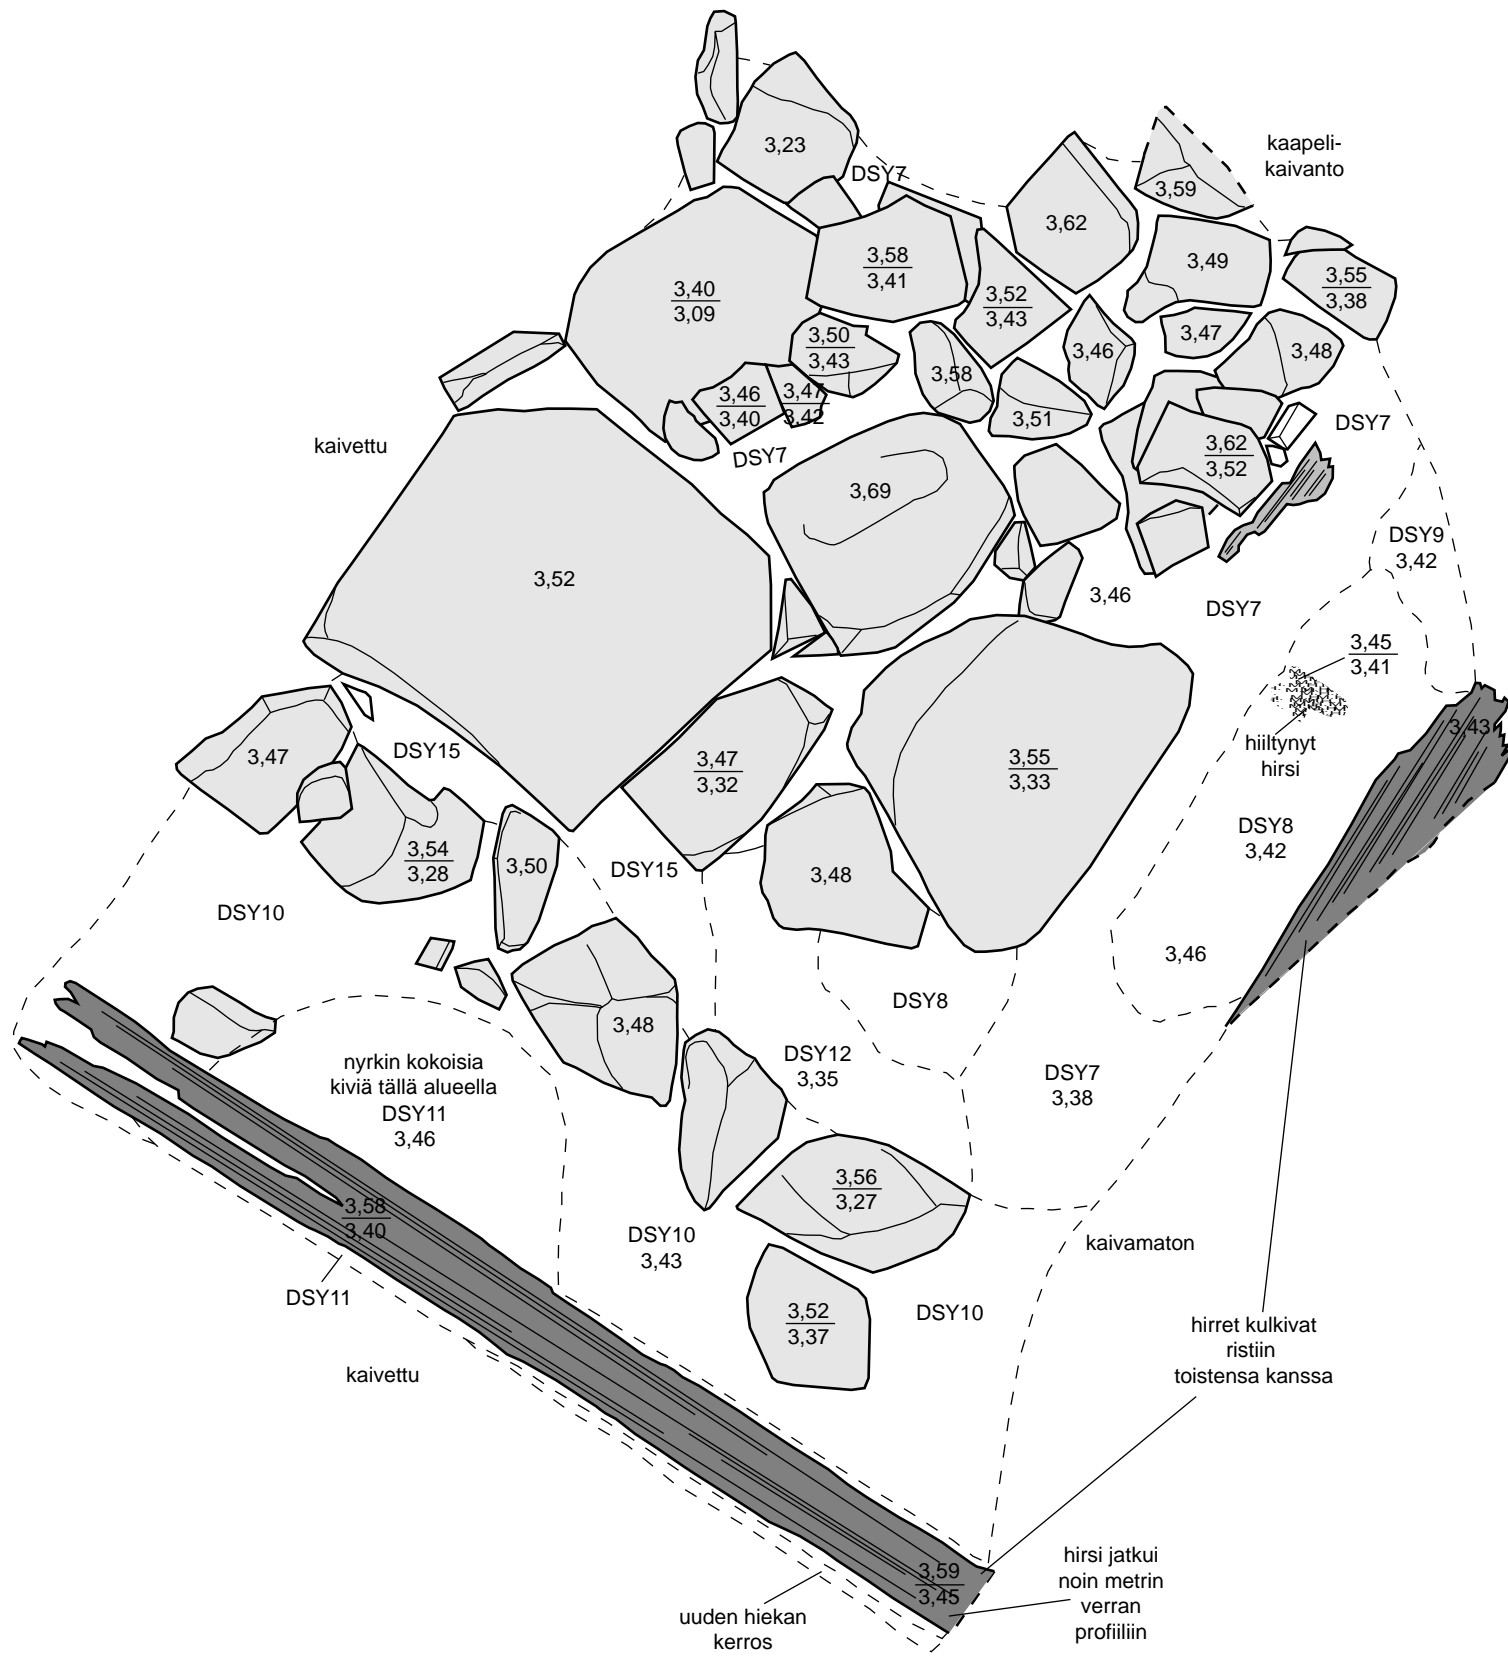 3,23
kaapeli-
kaivanto
DSY7
3,59
3,62
3,58
3,41
3,49
3,55
3,38
3,40
3,09
3,52
3,43
3,50
3,43
3,47
3,46
3,48
3,58
3,46
3,40
3,47
3,42
3,51
DSY7
kaivettu
3,62
3,52
DSY7
3,69
DSY9
3,42
3,52
3,46
DSY7
3,45
3,41
3,43
hiiltynyt
hirsi
DSY15
3,47
3,47
3,32
3,55
3,33
DSY8
3,42
3,54
3,28
3,50
DSY15
3,48
DSY10
3,46
DSY8
3,48
nyrkin kokoisia
kiviä tällä alueella
DSY11
3,46
DSY12
3,35
DSY7
3,38
3,56
3,27
3,58
3,40
DSY10
3,43
kaivamaton
DSY11
3,52
3,37
DSY10
hirret kulkivat
ristiin
toistensa kanssa
kaivettu
3,59
3,45
hirsi jatkui
noin metrin
verran
profiiliin
uuden hiekan
kerros